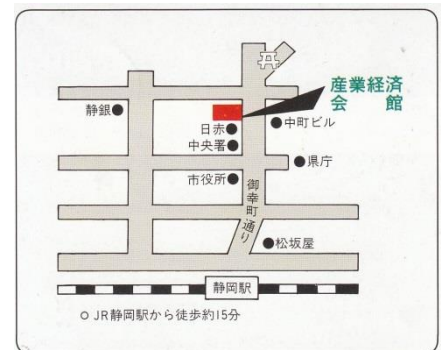 産業経済
会館
静銀
日赤
中町ビル
中央署
県庁
市役所
御幸町通り
松坂屋
静岡駅
○ JR静岡駅から徒歩約15分